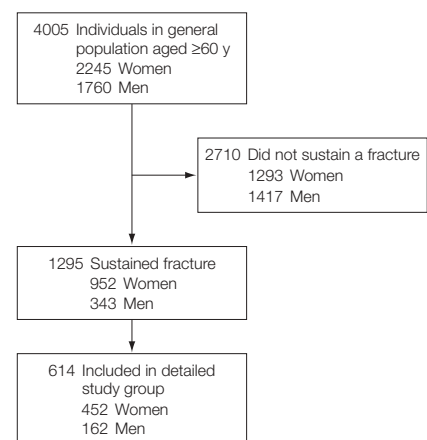 4005 Individuals in general
population aged ≥60 y
2245 Women
1760 Men
2710 Did not sustain a fracture
1293 Women
1417 Men
1295 Sustained fracture
952 Women
343 Men
614 Included in detailed
study group
452 Women
162 Men